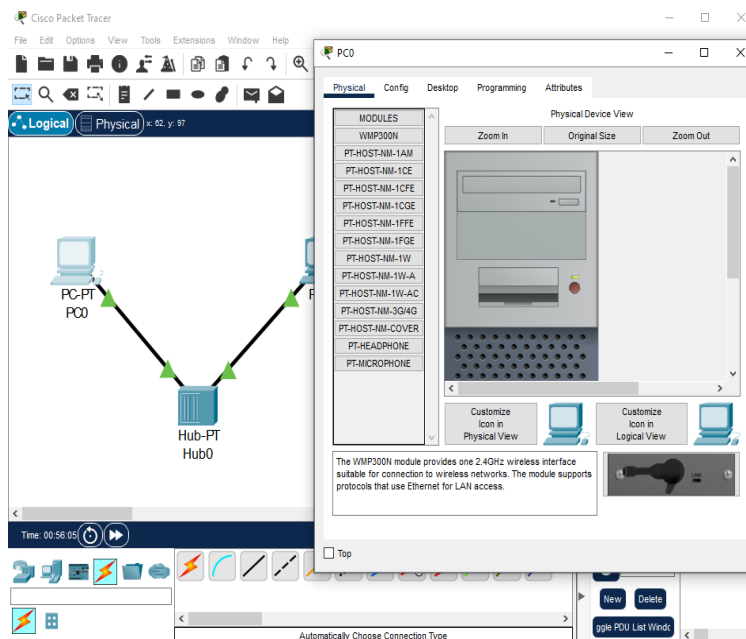 Cisco Packet Tracer
File Edit Options View Tools Extensions Window Help
Logical Physical x: 62, y: 97
PC-PT
PC0
P
Hub-PT
Hub0
Time: 00:56:05
PC0
Physical Config Desktop Programming Attributes
MODULES
WMP300N
PT-HOST-NM-1AM
PT-HOST-NM-1CE
PT-HOST-NM-1CFE
PT-HOST-NM-1CGE
PT-HOST-NM-1FFE
PT-HOST-NM-1FGE
PT-HOST-NM-1W
PT-HOST-NM-1W-A
PT-HOST-NM-1W-AC
PT-HOST-NM-3G/4G
PT-HOST-NM-COVER
PT-HEADPHONE
PT-MICROPHONE
Physical Device View
Zoom In Original Size Zoom Out
Customize
Icon in
Physical View
Customize
Icon in
Logical View
The WMP300N module provides one 2.4GHz wireless interface
suitable for connection to wireless networks. The module supports
protocols that use Ethernet for LAN access.
Top
New Delete
ggle PDU List Windo
Automatically Choose Connection Type